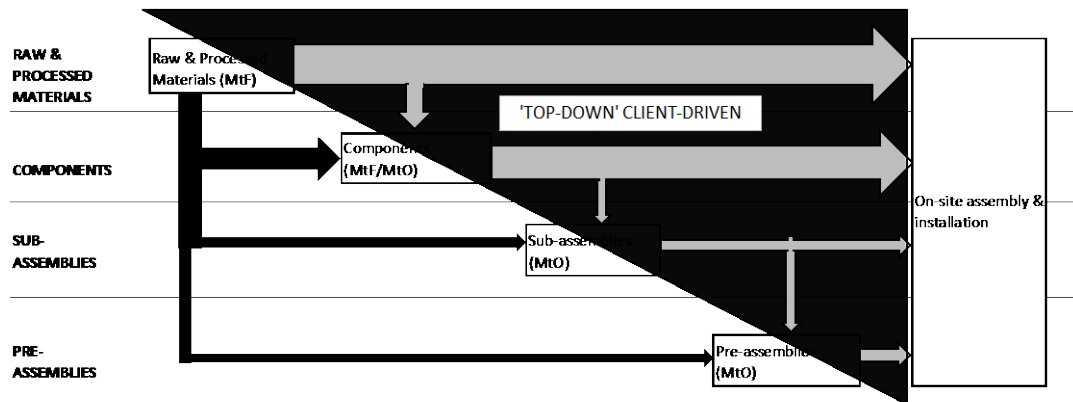 RAW &
PROCESSED
MATERIALS
Raw & Processed
Materials (MtF)
'TOP-DOWN' CLIENT-DRIVEN
COMPONENTS
Components
(MtF/MtO)
On-site assembly &
installation
SUB-
ASSEMBLIES
Sub-assemblies
(MtO)
PRE-
ASSEMBLIES
Pre-assemblies
(MtO)